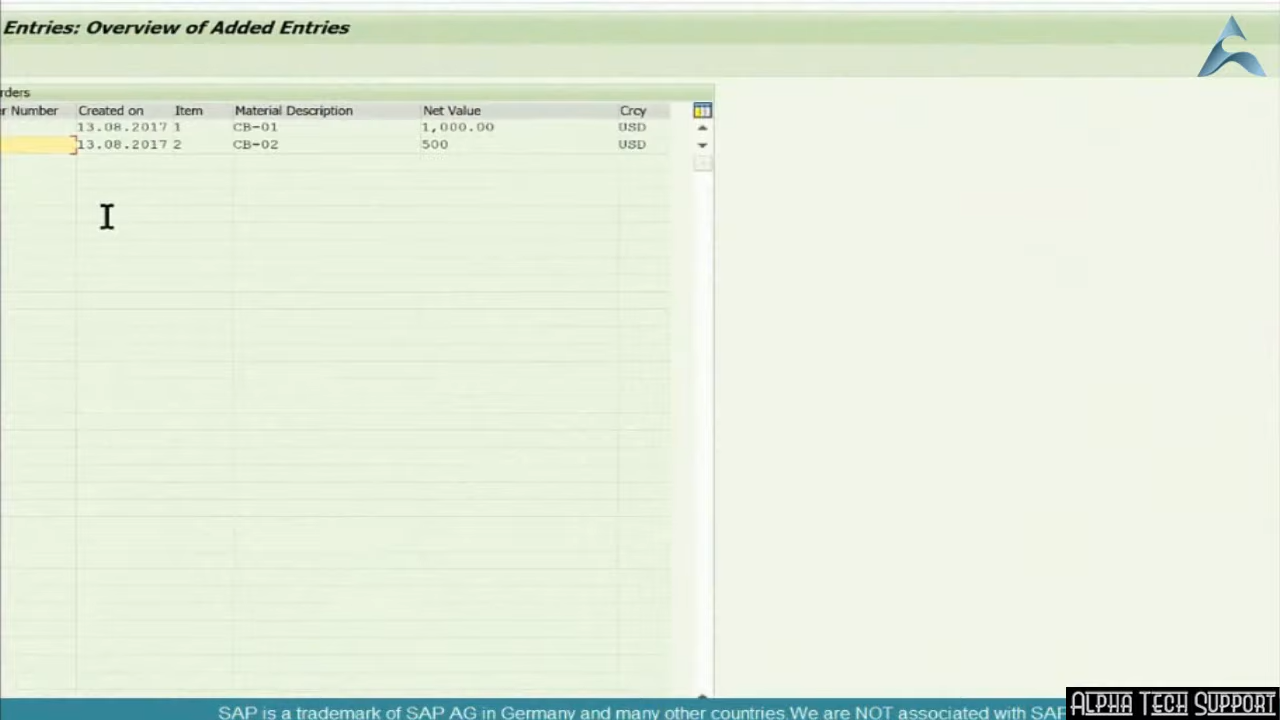 Entries: Overview of Added Entries
rders
r Number Created on Item Material Description Net Value Crcy
13.08.2017 1 CB-01 1,000.00 USD
13.08.2017 2 CB-02 500 USD
SAP is a trademark of SAP AG in Germany and many other countries.We are NOT associated with SAP
ALPHA TECH SUPPORT